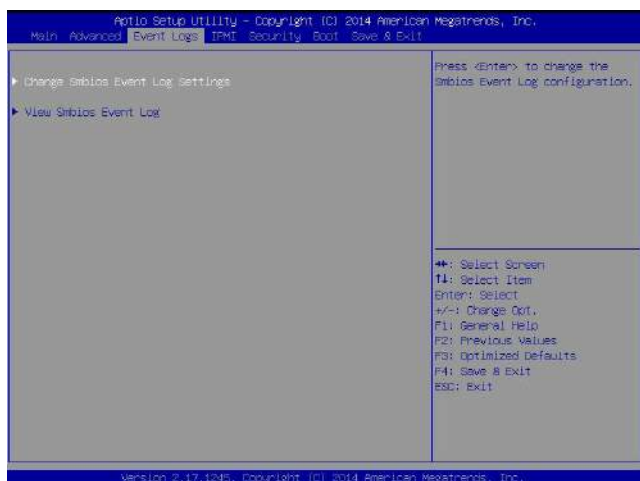 Aptio Setup Utility - Copyright (C) 2014 American Megatrends, Inc.
Main Advanced Event Logs IPMI Security Boot Save & Exit
▶ Change Smbios Event Log Settings
▶ View Smbios Event Log
Press <Enter> to change the
Smbios Event Log configuration.
→←: Select Screen
↑↓: Select Item
Enter: Select
+/-: Change Opt.
F1: General Help
F2: Previous Values
F3: Optimized Defaults
F4: Save & Exit
ESC: Exit
Version 2.17.1245. Copyright (C) 2014 American Megatrends, Inc.